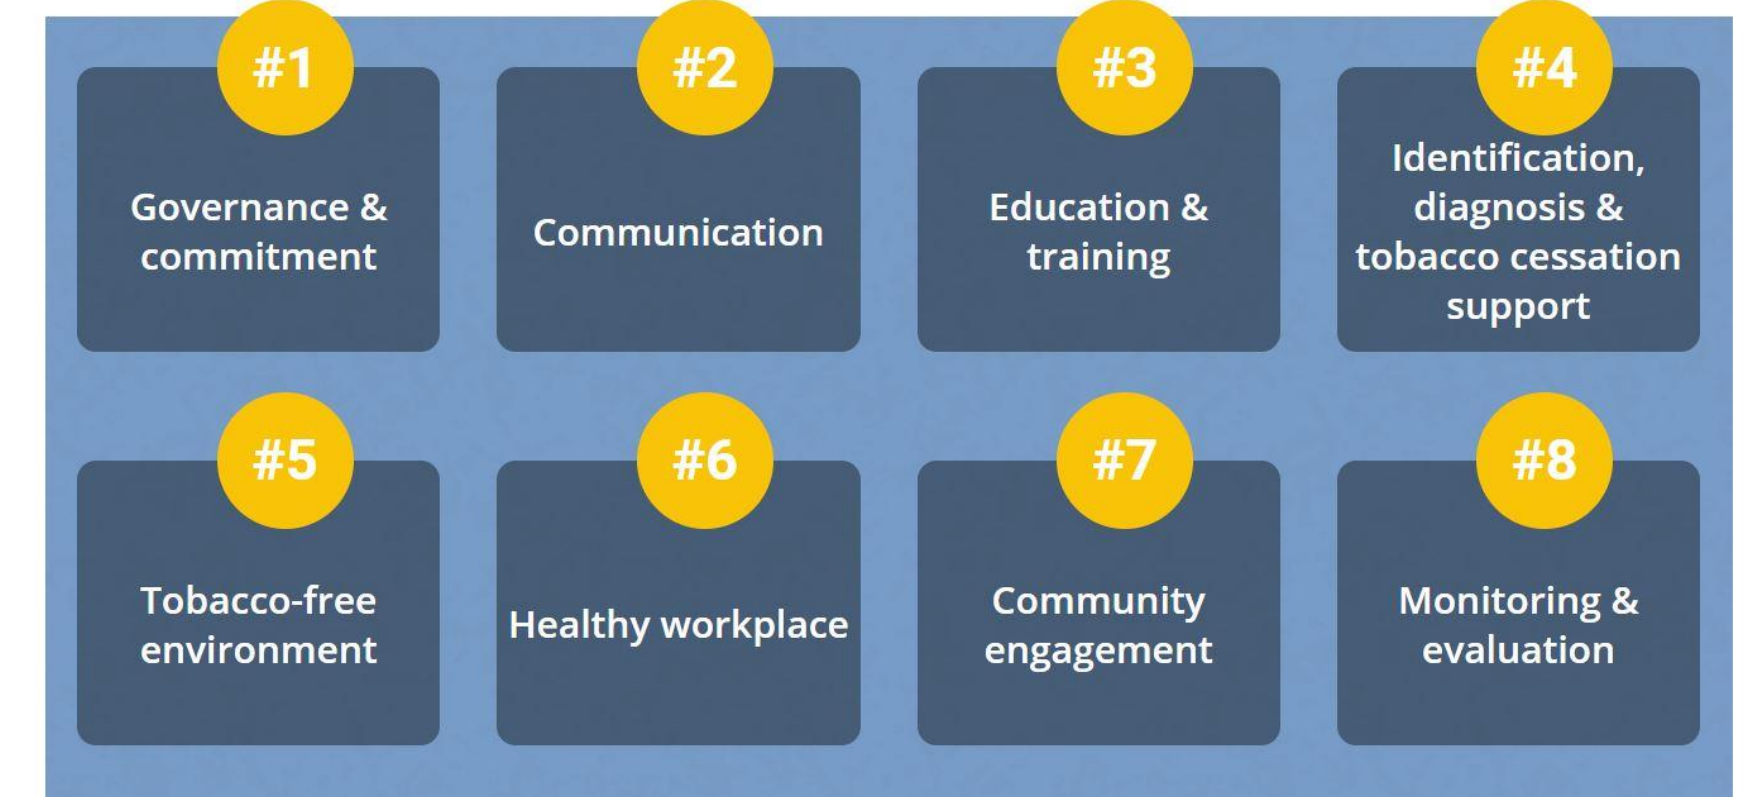 #1
Governance &
commitment
#2
Communication
#3
Education &
training
#4
Identification,
diagnosis &
tobacco cessation
support
#5
Tobacco-free
environment
#6
Healthy workplace
#7
Community
engagement
#8
Monitoring &
evaluation